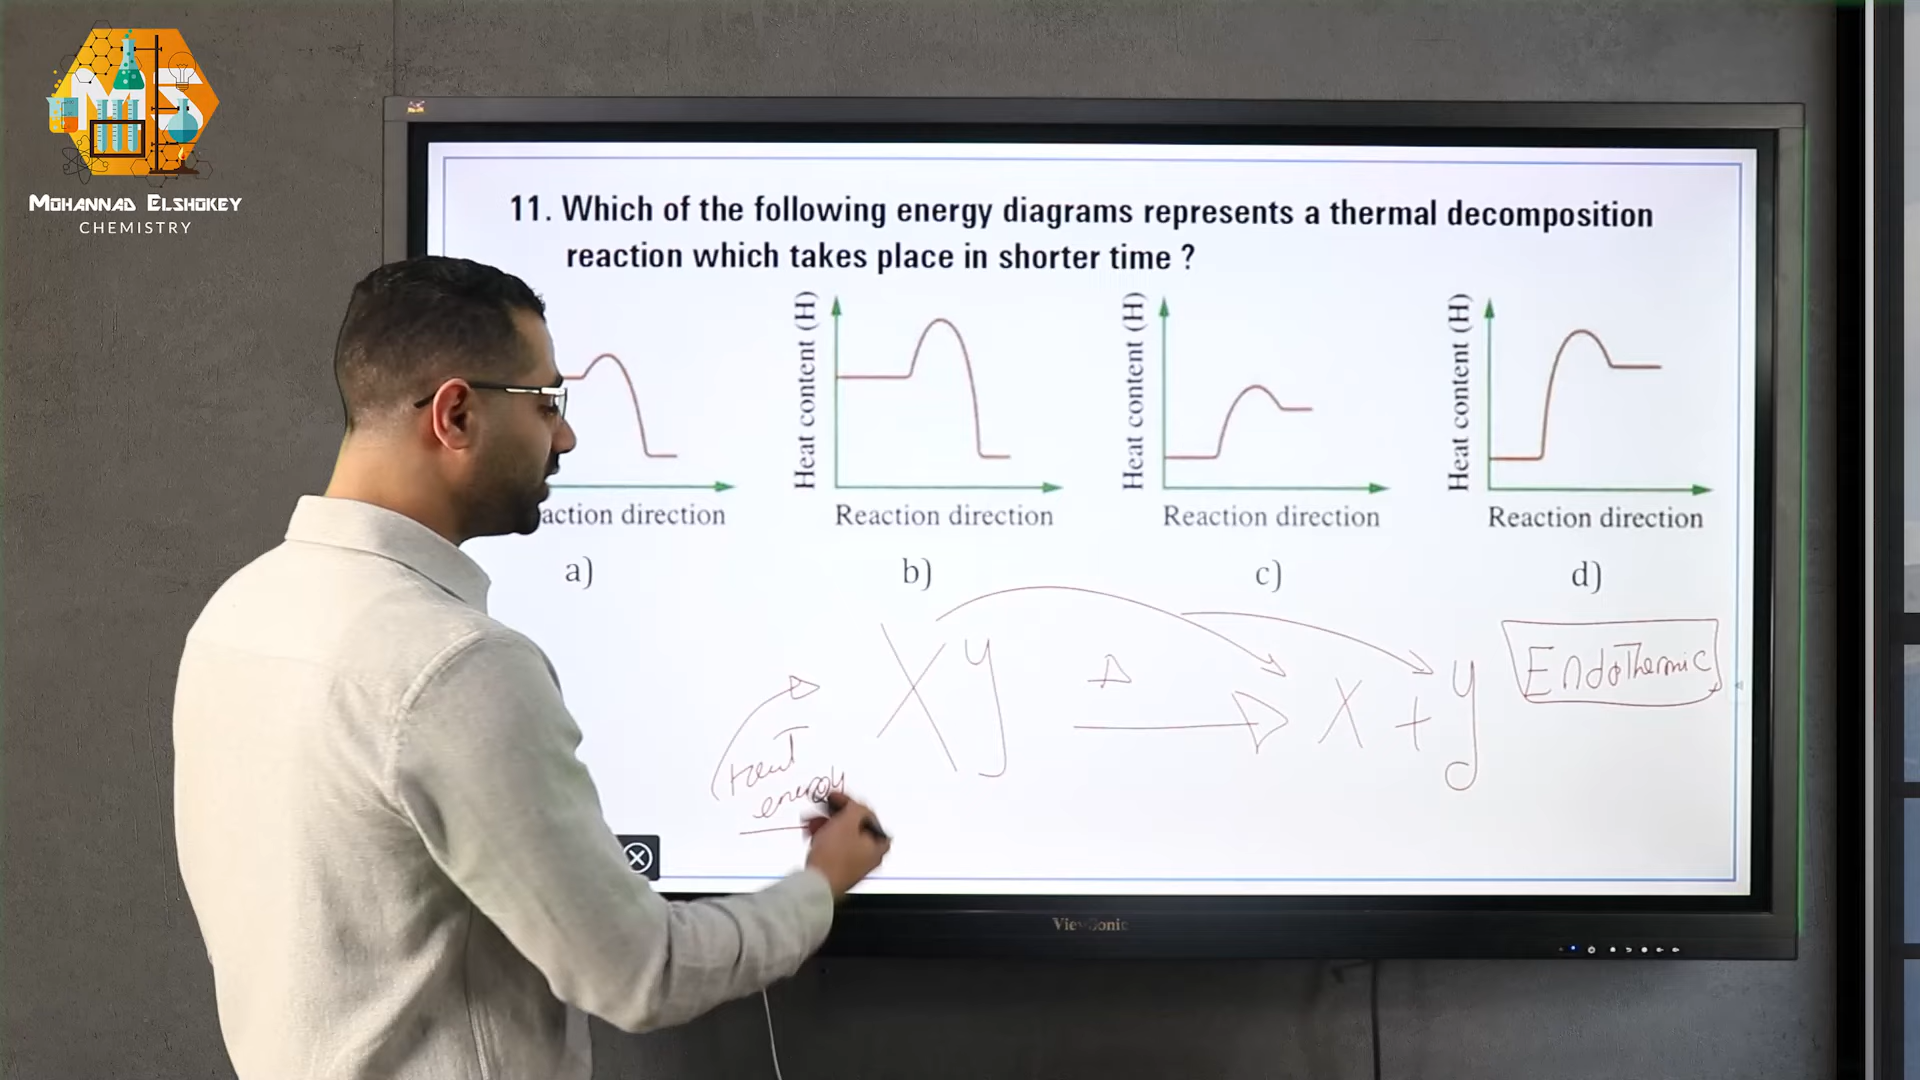 MS
MOHANNAD ELSHOKEY
CHEMISTRY
11. Which of the following energy diagrams represents a thermal decomposition
reaction which takes place in shorter time ?
Heat content (H)
Heat content (H)
Heat content (H)
action direction
Reaction direction
Reaction direction
Reaction direction
a)
b)
c)
d)
Xy Δ X + y
Endothermic
Heat
energy
ViewSonic